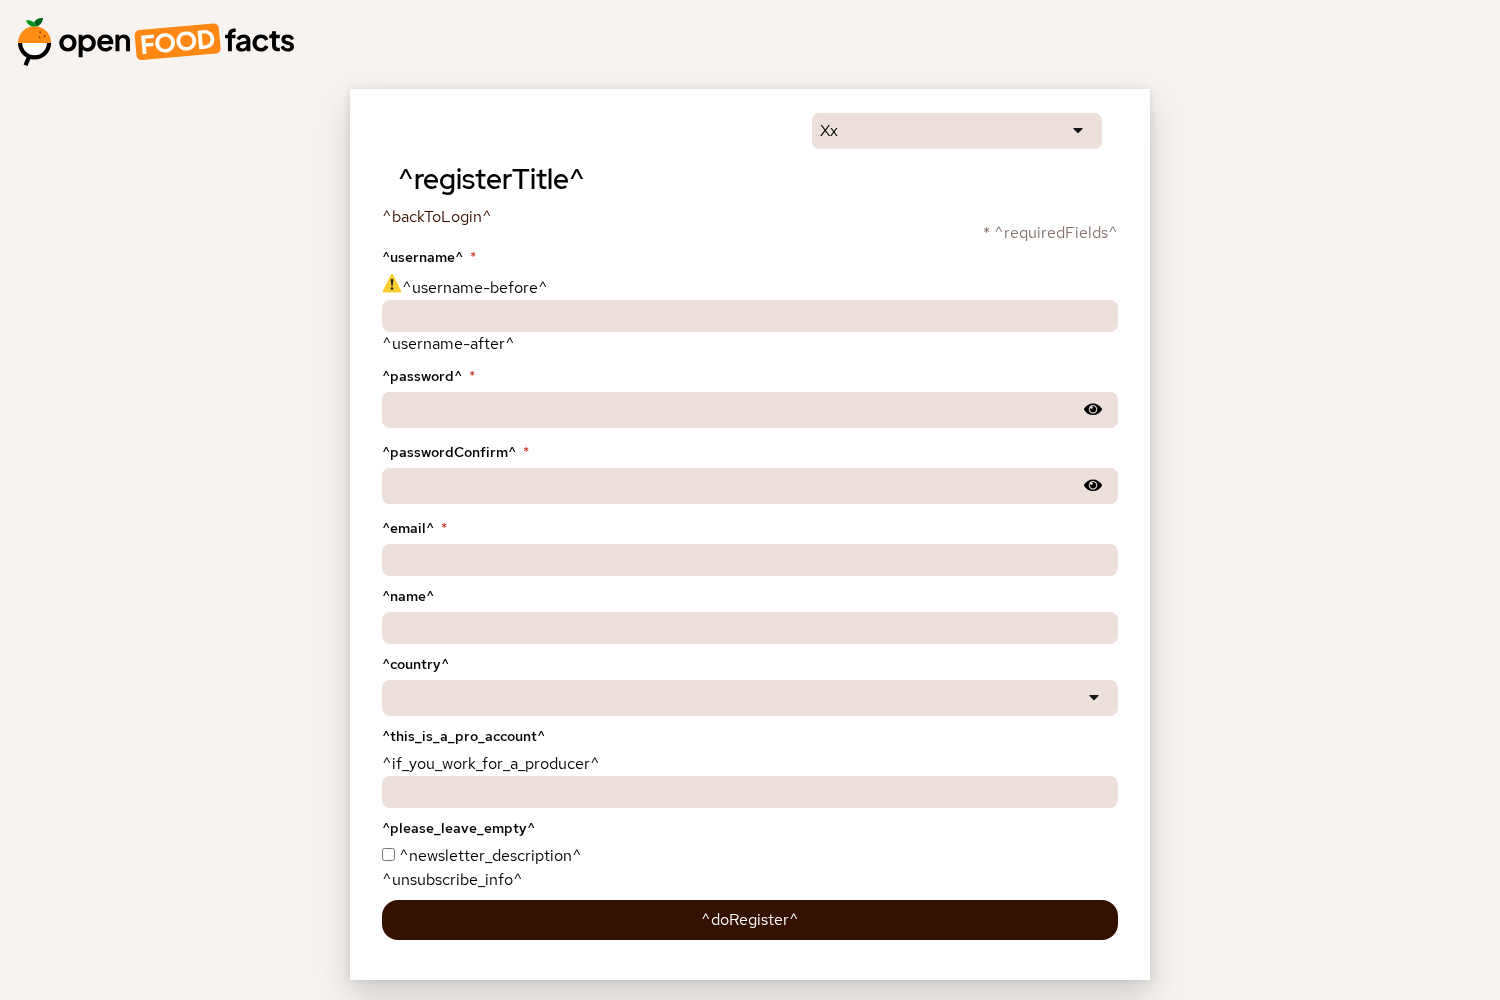 open FOOD facts
Xx
^registerTitle^
^backToLogin^
* ^requiredFields^
^username^ *
⚠️^username-before^
^username-after^
^password^ *
^passwordConfirm^ *
^email^ *
^name^
^country^
^this_is_a_pro_account^
^if_you_work_for_a_producer^
^please_leave_empty^
^newsletter_description^
^unsubscribe_info^
^doRegister^